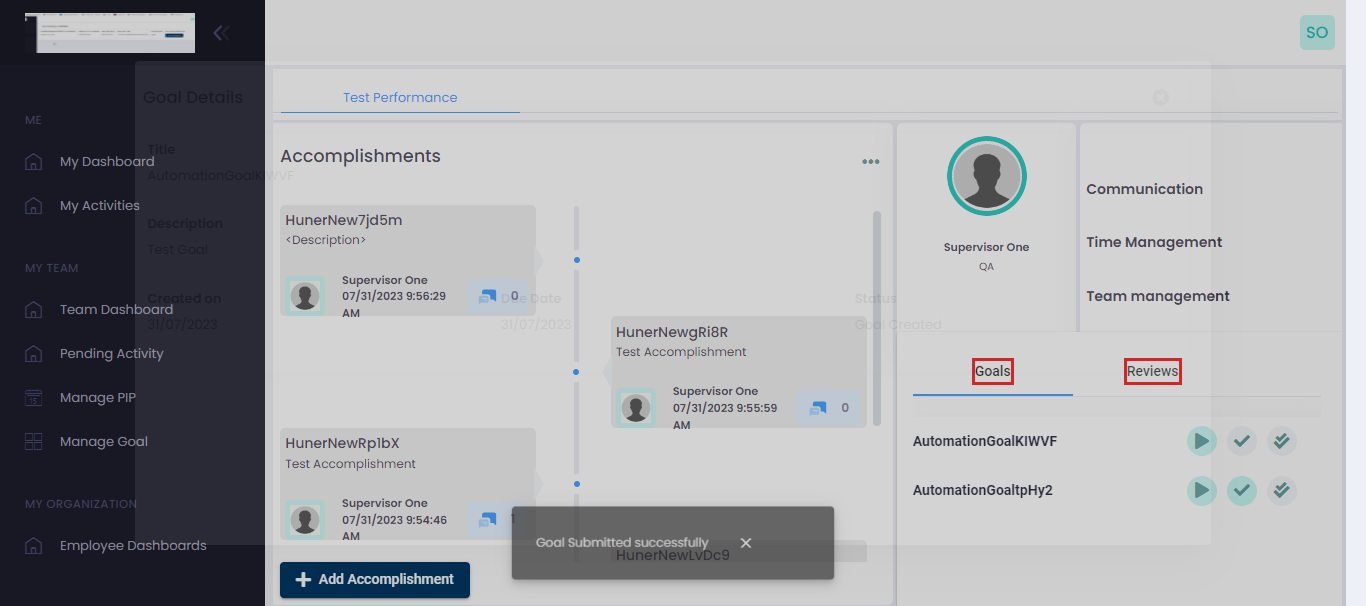 SO
ME
My Dashboard
My Activities
MY TEAM
Team Dashboard
Pending Activity
Manage PIP
Manage Goal
MY ORGANIZATION
Employee Dashboards
Goal Details
Title
AutomationGoalKIWVF
Description
Test Goal
Created on
31/07/2023
Due Date
31/07/2023
Status
Goal Created
Test Performance
Accomplishments
HunerNew7jd5m
<Description>
Supervisor One
07/31/2023 9:56:29
AM
0
HunerNewgRi8R
Test Accomplishment
Supervisor One
07/31/2023 9:55:59
AM
0
HunerNewRp1bX
Test Accomplishment
Supervisor One
07/31/2023 9:54:46
AM
1
HunerNewLvDc9
Goal Submitted successfully
Add Accomplishment
Supervisor One
QA
Communication
Time Management
Team management
Goals
Reviews
AutomationGoalKIWVF
AutomationGoaltpHy2